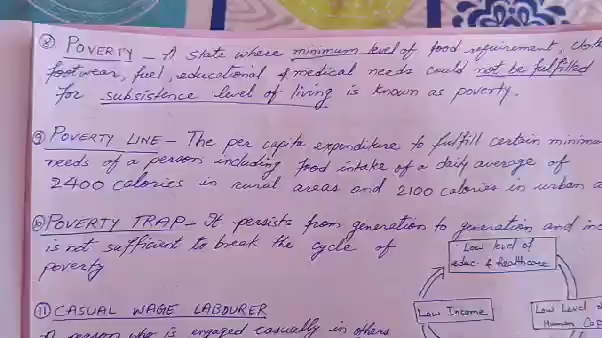 ⑧ POVERTY – A state where minimum level of food requirement,
footwear, fuel, educational & medical needs could not be fulfilled
for subsistence level of living is known as poverty.
⑨ POVERTY LINE – The per capita expenditure to fulfill certain
needs of a person including food intake of a daily average of
2400 calories in rural areas and 2100 calories in urban
⑩ POVERTY TRAP – It persists from generation to generation and
is not sufficient to break the cycle of
poverty
Low level of
educ. & healthcare
Low Income
Low Level
Human
⑪ CASUAL WAGE LABOURER
A person who is engaged casually in others